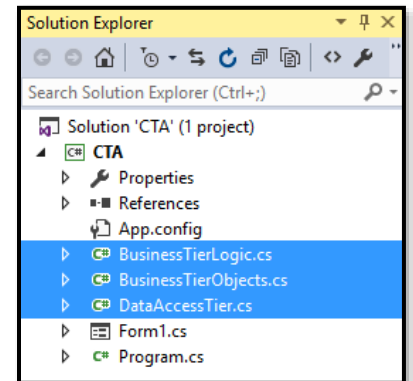 Solution Explorer
Search Solution Explorer (Ctrl+;)
Solution 'CTA' (1 project)
C# CTA
Properties
References
App.config
C# BusinessTierLogic.cs
C# BusinessTierObjects.cs
C# DataAccessTier.cs
Form1.cs
C# Program.cs